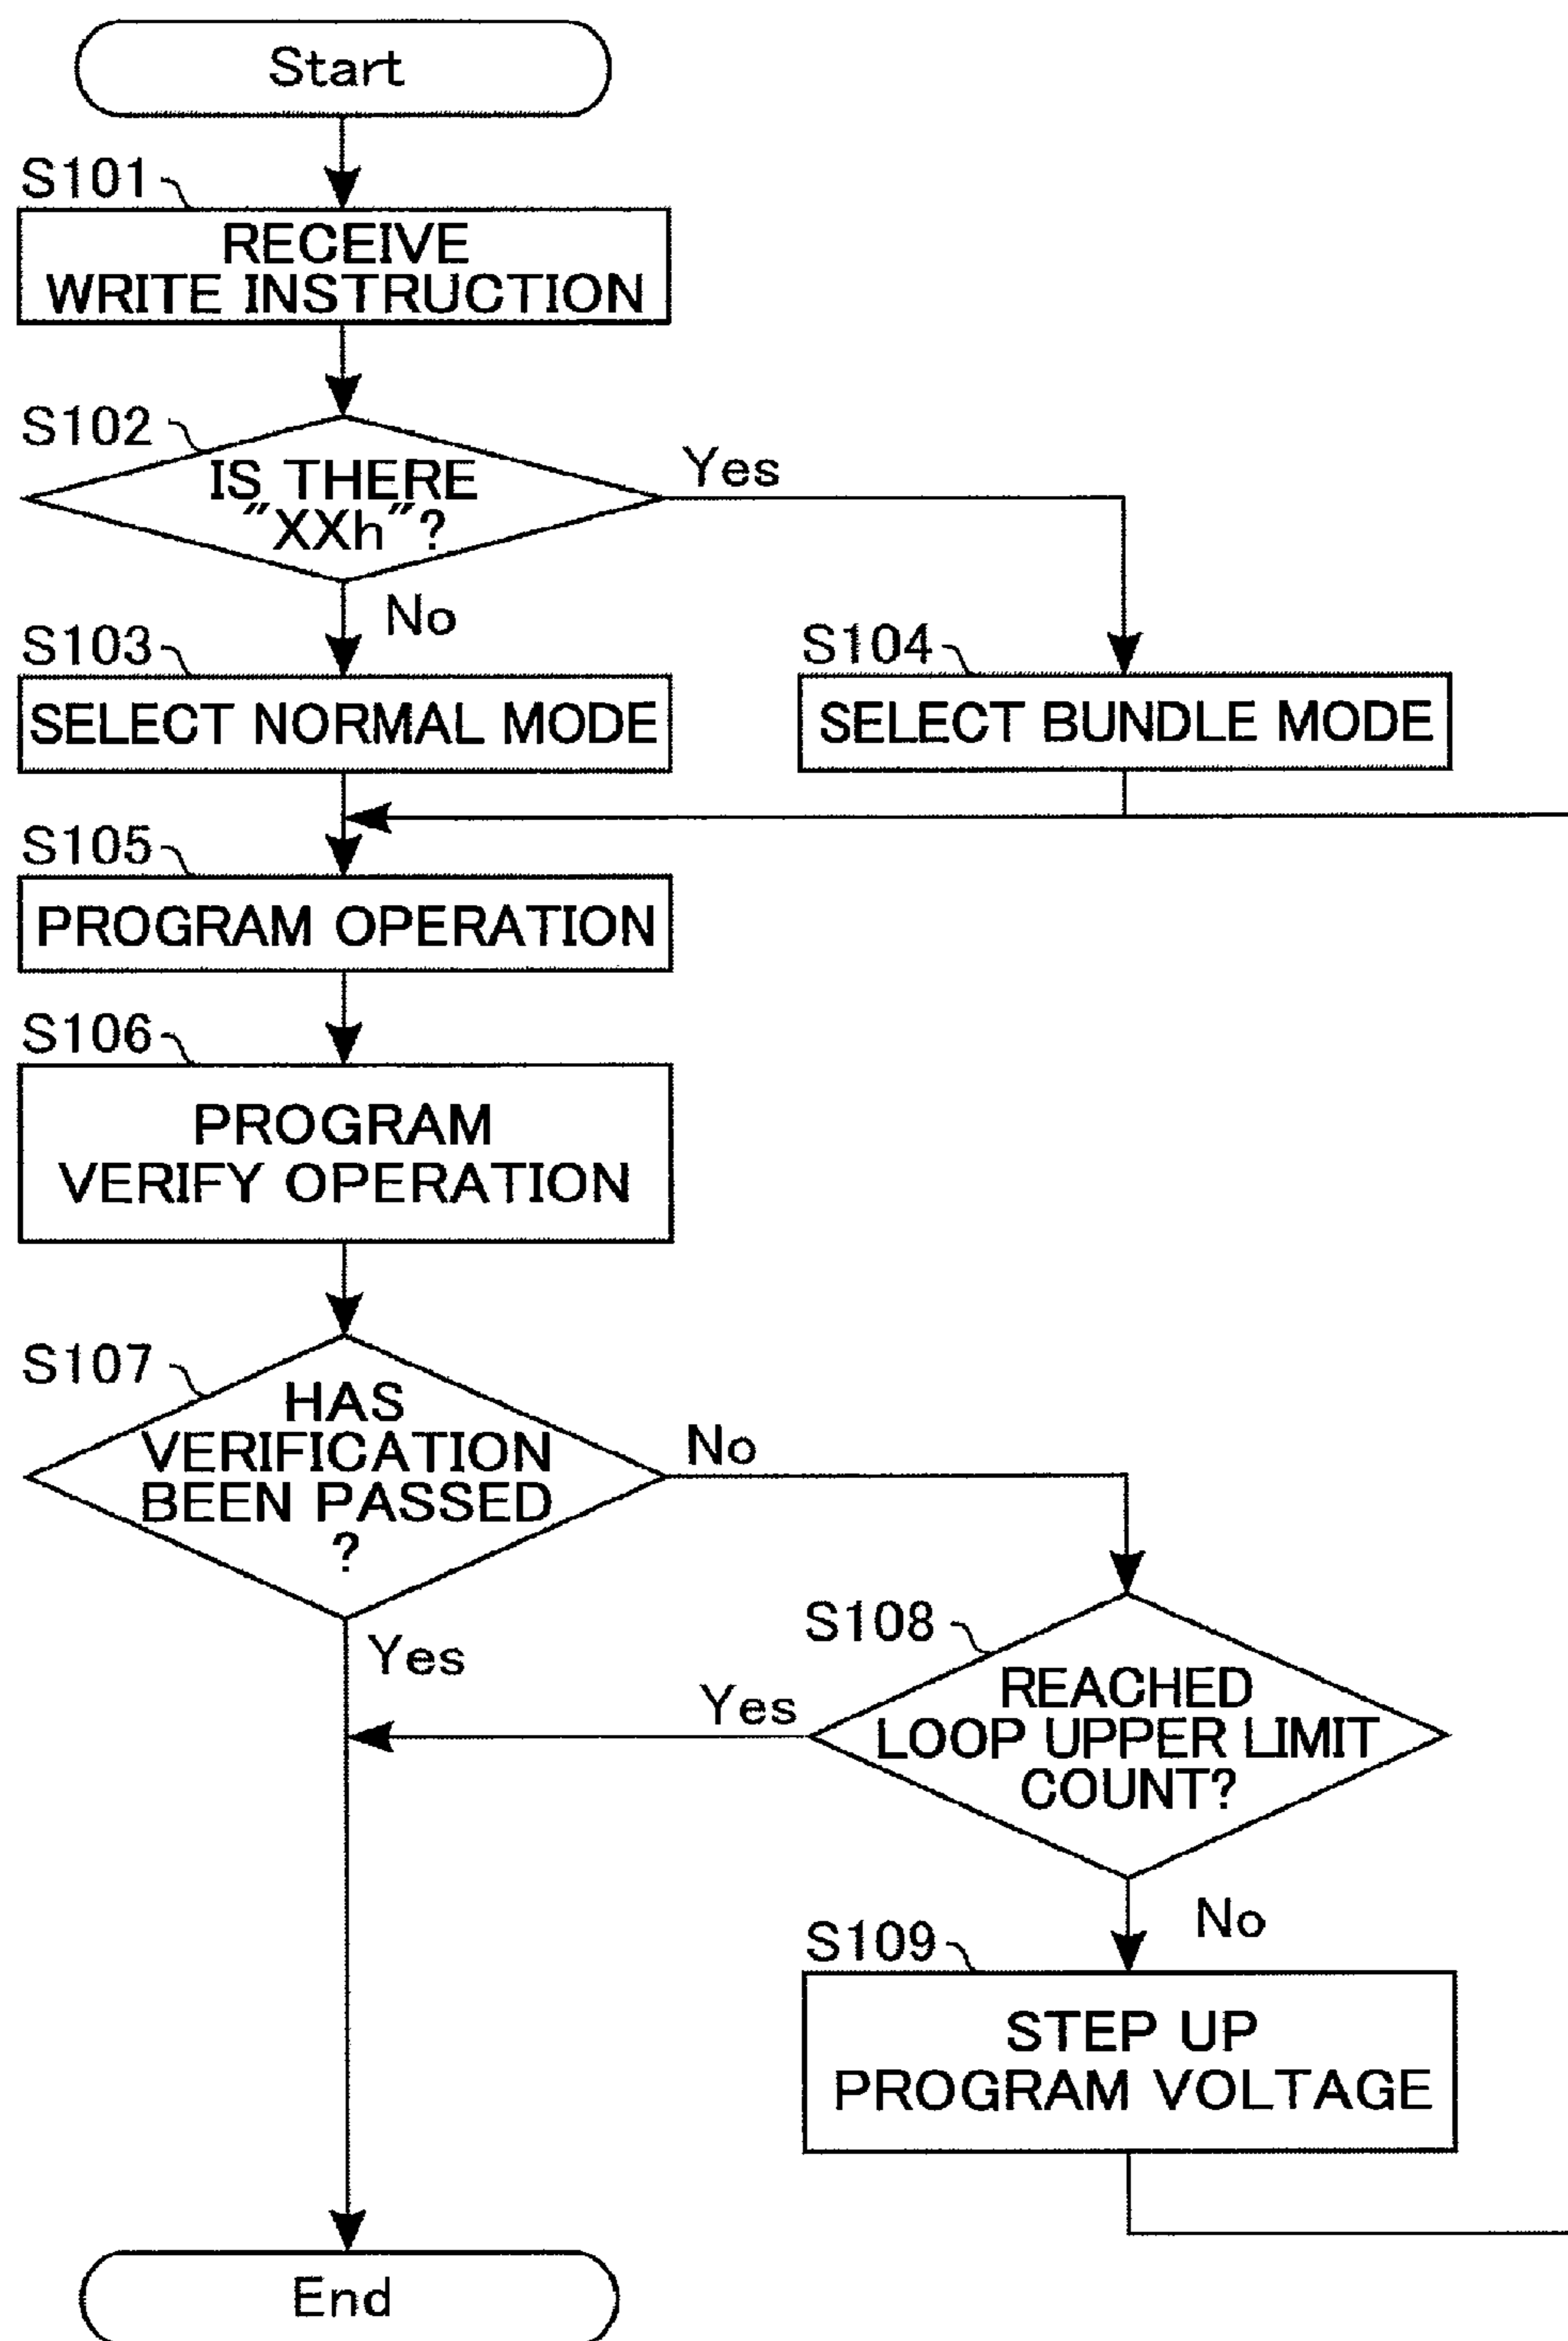 Start
S101
RECEIVE
WRITE INSTRUCTION
S102
IS THERE
"XXh"?
Yes
No
S103
SELECT NORMAL MODE
S104
SELECT BUNDLE MODE
S105
PROGRAM OPERATION
S106
PROGRAM
VERIFY OPERATION
S107
HAS
VERIFICATION
BEEN PASSED
?
No
Yes
S108
REACHED
LOOP UPPER LIMIT
COUNT?
Yes
No
S109
STEP UP
PROGRAM VOLTAGE
End